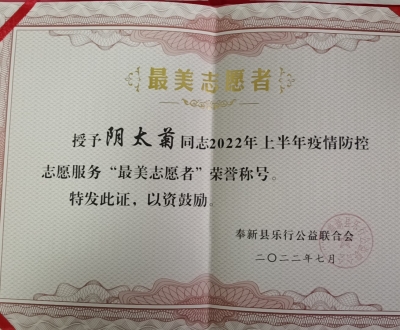 最美志愿者
授予阴太菊同志2022年上半年疫情防控
志愿服务“最美志愿者”荣誉称号。
特发此证，以资鼓励。
奉新县乐行公益联合会
二〇二二年七月